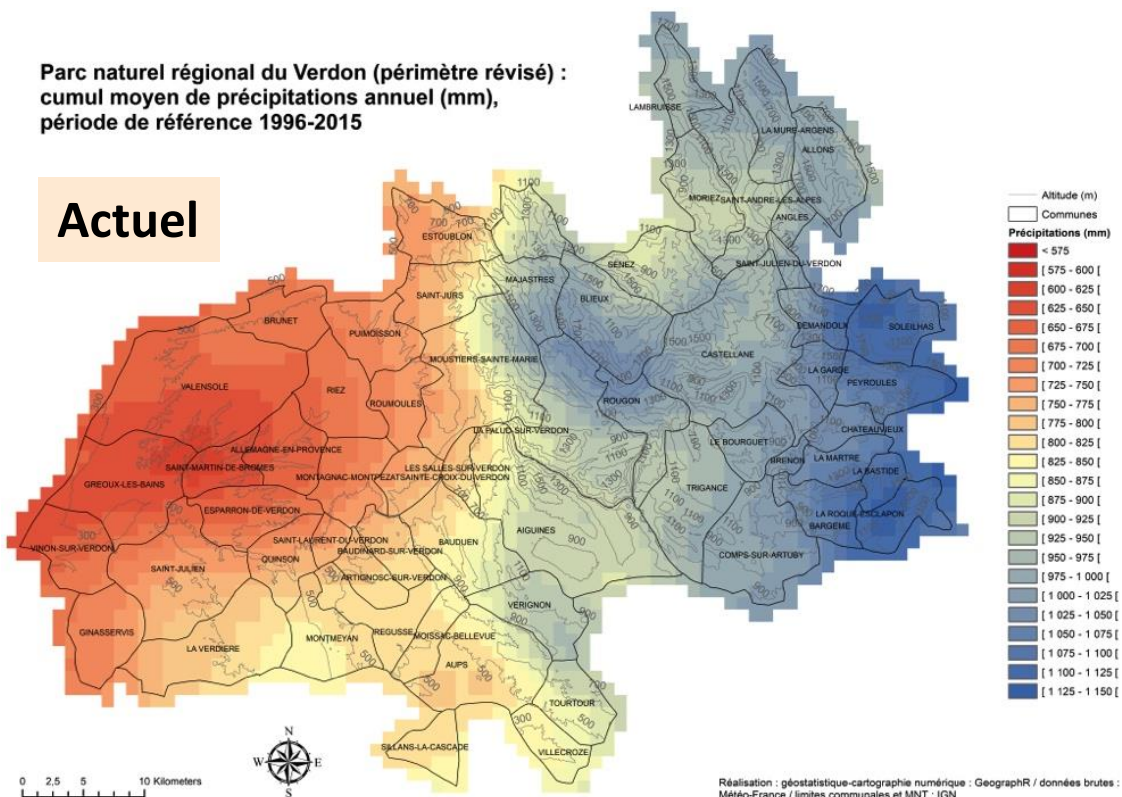 Parc naturel régional du Verdon (périmètre révisé) :
cumul moyen de précipitations annuel (mm),
période de référence 1996-2015
Actuel
LAMBRUISSE
LA MURE-ARGENS
ALLONS
MORIEZ
SAINT-ANDRE-LES-ALPES
ANGLES
SAINT-JULIEN-DU-VERDON
ESTOUBLON
SENEZ
MAJASTRES
BLIEUX
SAINT-JURS
BRUNET
PUIMOISSON
DEMANDOLX
SOLEILHAS
MOUSTIERS-SAINTE-MARIE
CASTELLANE
LA GARDE
PEYROULES
VALENSOLE
RIEZ
ROUMOULES
ROUGON
LA PALUD-SUR-VERDON
CHATEAUVIEUX
LE BOURGUET
ALLEMAGNE-EN-PROVENCE
SAINT-MARTIN-DE-BROMES
LES SALLES-SUR-VERDON
BRENON
LA MARTRE
LA BASTIDE
GREOUX-LES-BAINS
MONTAGNAC-MONTPEZAT
SAINTE-CROIX-DU-VERDON
TRIGANCE
ESPARRON-DE-VERDON
LA ROQUE-ESCLAPON
BARGEME
AIGUINES
VINON-SUR-VERDON
SAINT-LAURENT-DU-VERDON
BAUDUEN
BAUDINARD-SUR-VERDON
QUINSON
COMPS-SUR-ARTUBY
SAINT-JULIEN
ARTIGNOSC-SUR-VERDON
VERIGNON
GINASSERVIS
REGUSSE
MOISSAC-BELLEVUE
MONTMEYAN
LA VERDIERE
AUPS
TOURTOUR
SILLANS-LA-CASCADE
VILLECROZE
Altitude (m)
Communes
Précipitations (mm)
< 575
[ 575 - 600 [
[ 600 - 625 [
[ 625 - 650 [
[ 650 - 675 [
[ 675 - 700 [
[ 700 - 725 [
[ 725 - 750 [
[ 750 - 775 [
[ 775 - 800 [
[ 800 - 825 [
[ 825 - 850 [
[ 850 - 875 [
[ 875 - 900 [
[ 900 - 925 [
[ 925 - 950 [
[ 950 - 975 [
[ 975 - 1 000 [
[ 1 000 - 1 025 [
[ 1 025 - 1 050 [
[ 1 050 - 1 075 [
[ 1 075 - 1 100 [
[ 1 100 - 1 125 [
[ 1 125 - 1 150 [
N
W E
S
0 2,5 5 10 Kilometers
Réalisation : géostatistique-cartographie numérique : GeographR / données brutes :
Météo-France / limites communales et MNT : IGN